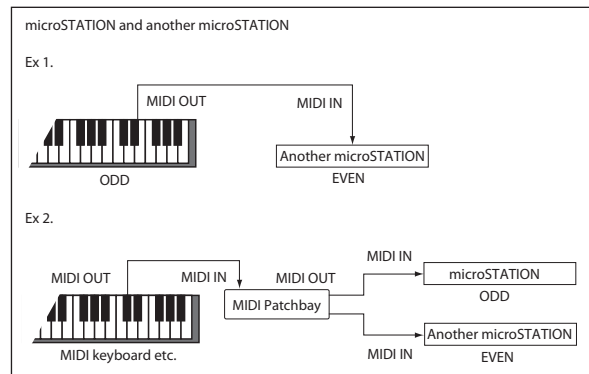 microSTATION and another microSTATION
Ex 1.
MIDI OUT
MIDI IN
Another microSTATION
ODD
EVEN
Ex 2.
MIDI IN
MIDI OUT
MIDI IN
MIDI OUT
microSTATION
ODD
MIDI Patchbay
Another microSTATION
MIDI keyboard etc.
MIDI IN
EVEN